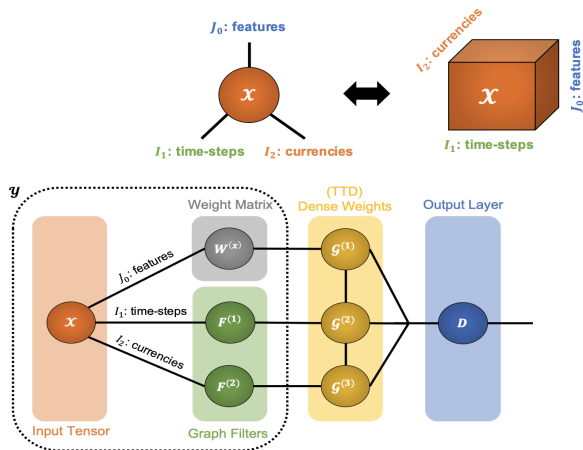 J₀: features
𝒳
I₁: time-steps
I₂: currencies
I₂: currencies
𝒳
J₀: features
I₁: time-steps
𝒴
Weight Matrix
(TTD)
Dense Weights
Output Layer
J₀: features
W⁽ˣ⁾
𝒢⁽¹⁾
𝒳
I₁: time-steps
F⁽¹⁾
𝒢⁽²⁾
D
I₂: currencies
F⁽²⁾
𝒢⁽³⁾
Input Tensor
Graph Filters